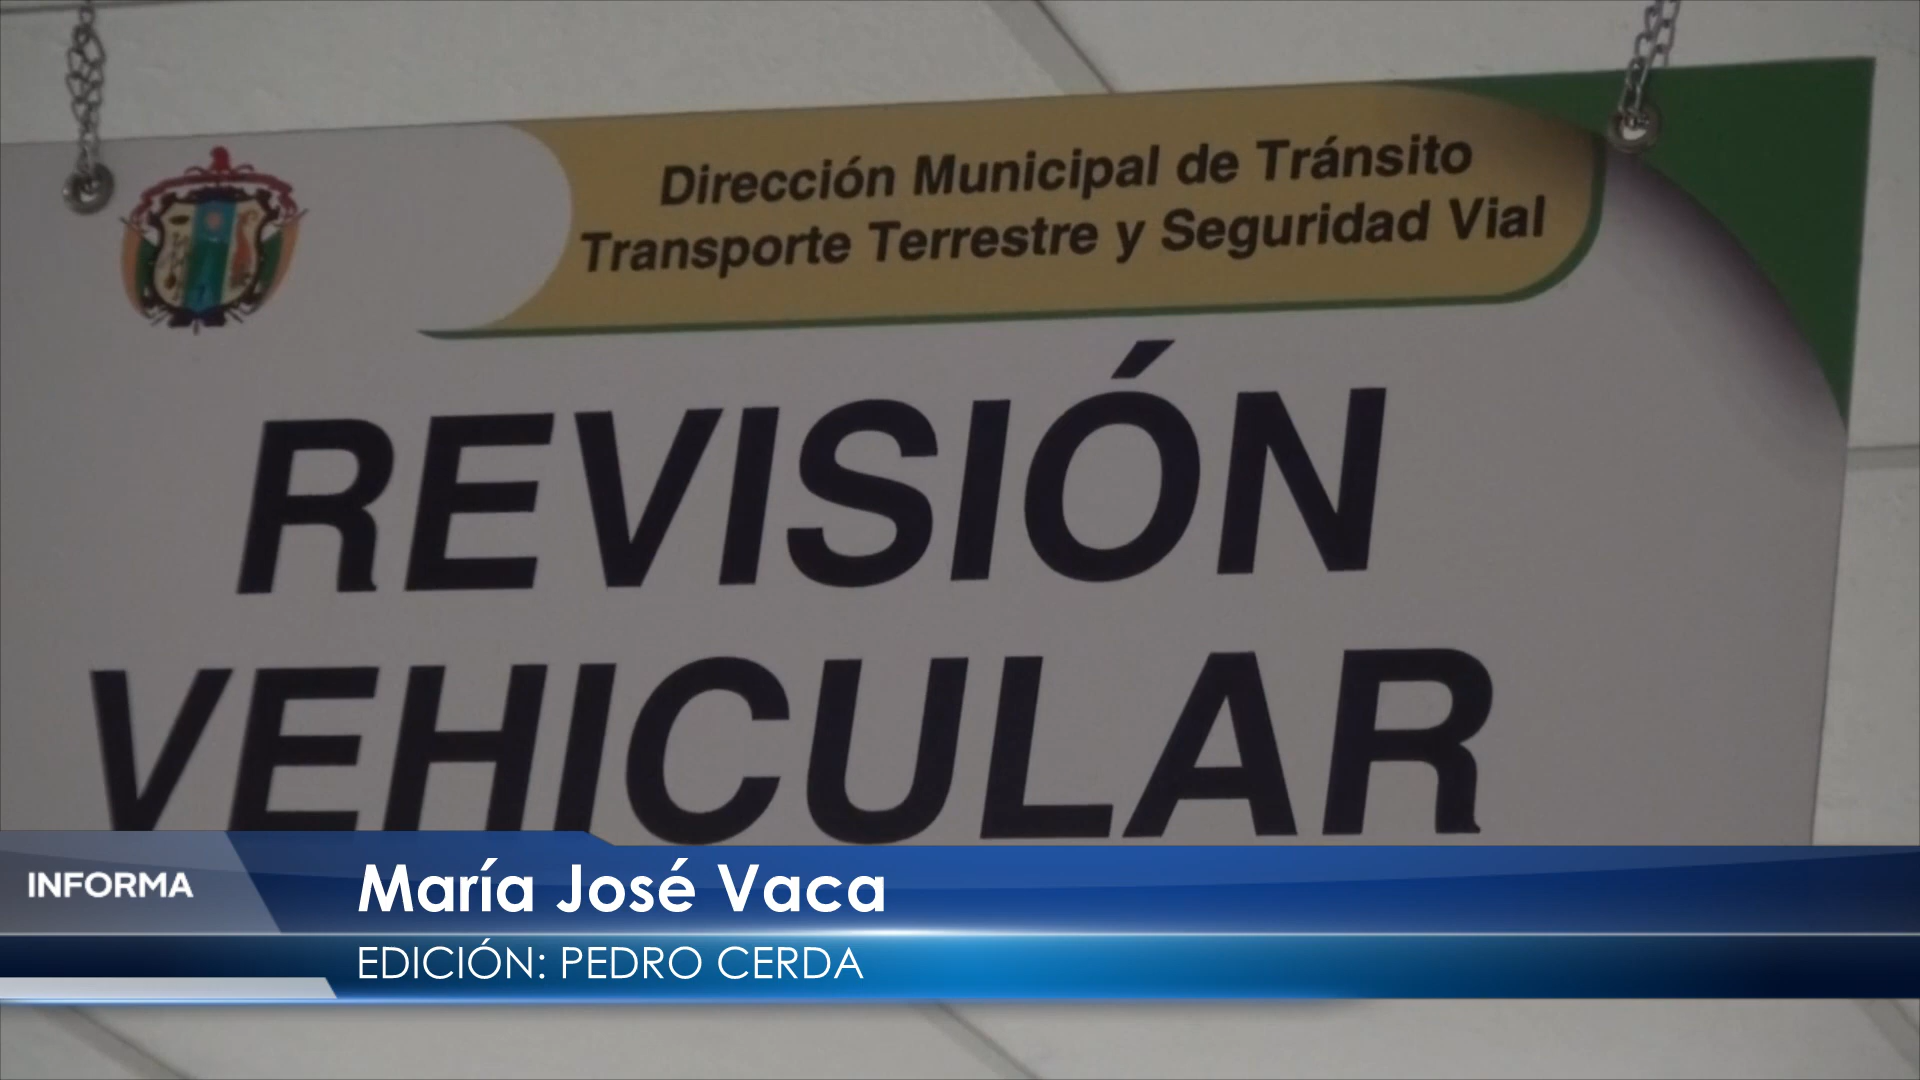 Dirección Municipal de Tránsito
Transporte Terrestre y Seguridad Vial
REVISIÓN
VEHICULAR
INFORMA
María José Vaca
EDICIÓN: PEDRO CERDA